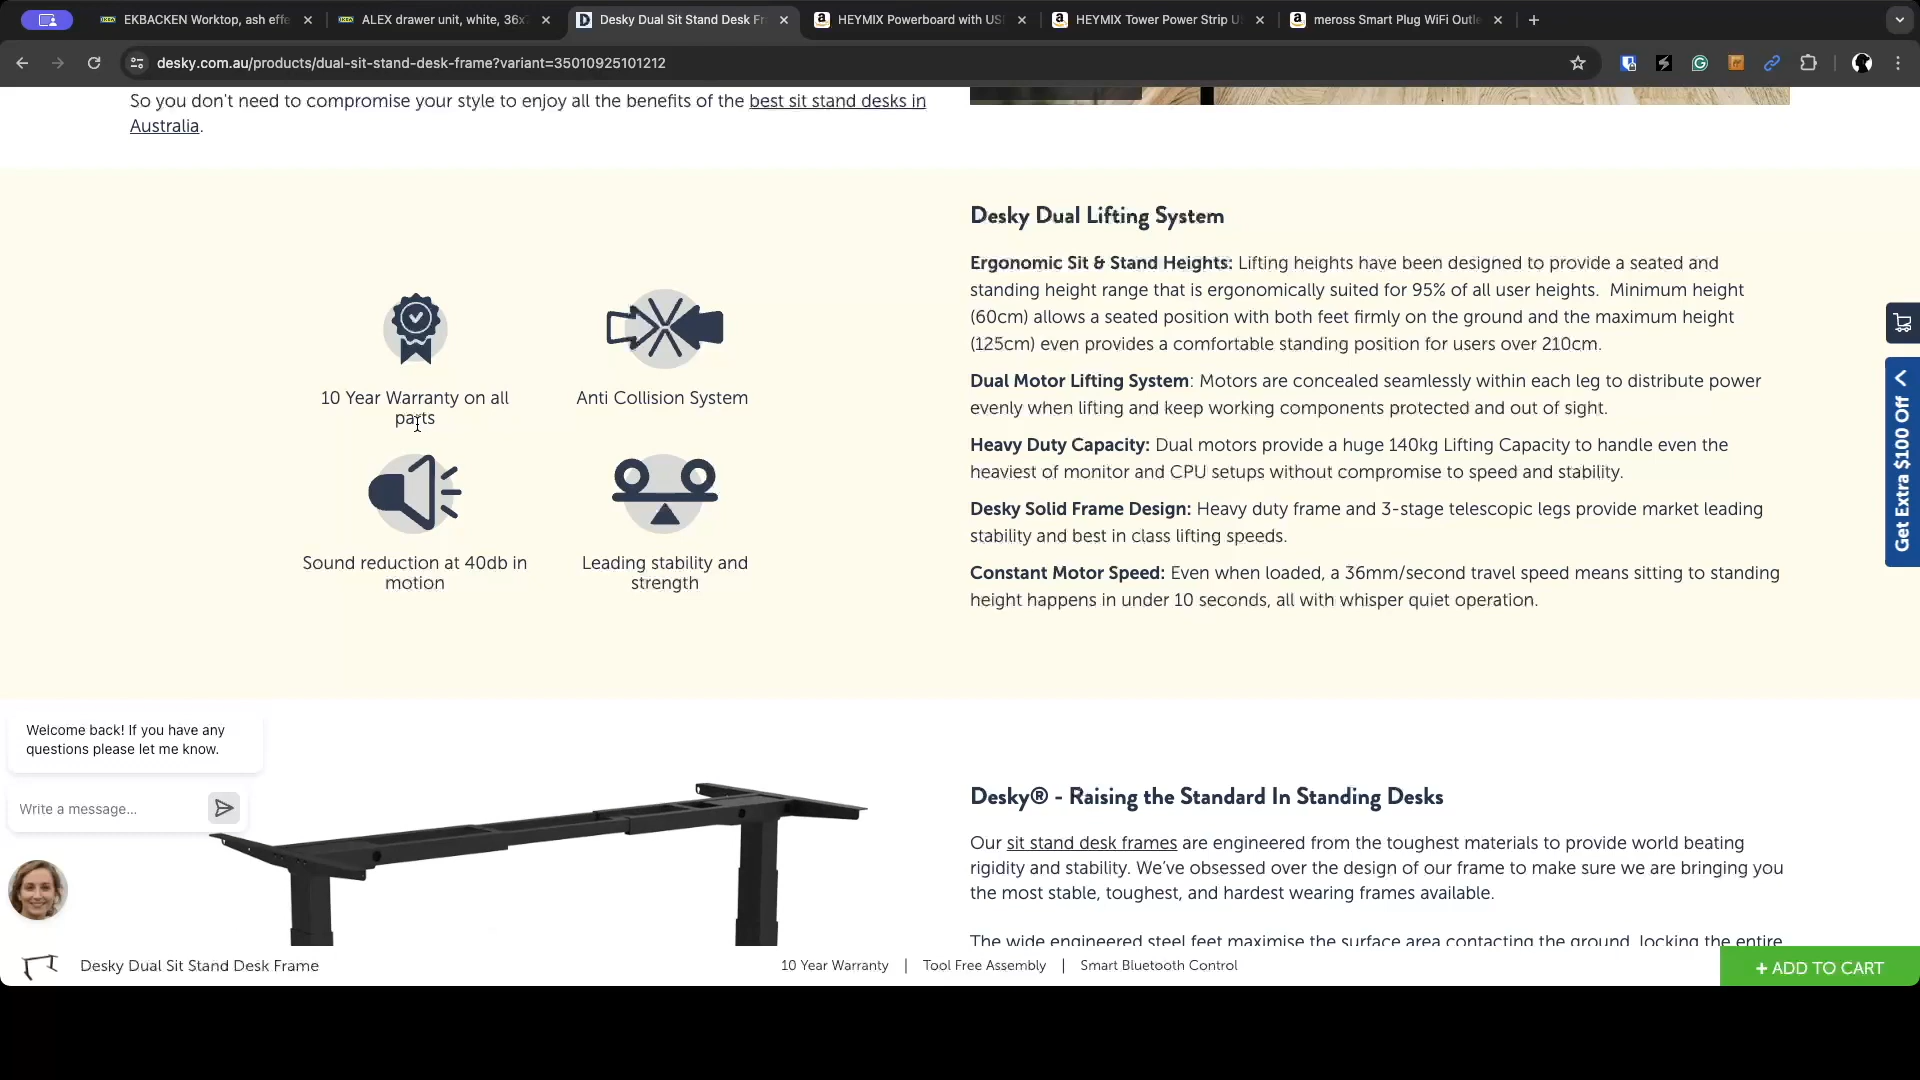 EKBACKEN Worktop, ash effe
ALEX drawer unit, white, 36x
Desky Dual Sit Stand Desk Fr
HEYMIX Powerboard with US
HEYMIX Tower Power Strip U
meross Smart Plug WiFi Outle
desky.com.au/products/dual-sit-stand-desk-frame?variant=35010925101212
So you don't need to compromise your style to enjoy all the benefits of the best sit stand desks in
Australia.
10 Year Warranty on all
parts
Anti Collision System
Sound reduction at 40db in
motion
Leading stability and
strength
Desky Dual Lifting System
Ergonomic Sit & Stand Heights: Lifting heights have been designed to provide a seated and
standing height range that is ergonomically suited for 95% of all user heights. Minimum height
(60cm) allows a seated position with both feet firmly on the ground and the maximum height
(125cm) even provides a comfortable standing position for users over 210cm.
Dual Motor Lifting System: Motors are concealed seamlessly within each leg to distribute power
evenly when lifting and keep working components protected and out of sight.
Heavy Duty Capacity: Dual motors provide a huge 140kg Lifting Capacity to handle even the
heaviest of monitor and CPU setups without compromise to speed and stability.
Desky Solid Frame Design: Heavy duty frame and 3-stage telescopic legs provide market leading
stability and best in class lifting speeds.
Constant Motor Speed: Even when loaded, a 36mm/second travel speed means sitting to standing
height happens in under 10 seconds, all with whisper quiet operation.
Get Extra $100 Off
Welcome back! If you have any
questions please let me know.
Write a message...
Desky® - Raising the Standard In Standing Desks
Our sit stand desk frames are engineered from the toughest materials to provide world beating
rigidity and stability. We've obsessed over the design of our frame to make sure we are bringing you
the most stable, toughest, and hardest wearing frames available.
The wide engineered steel feet maximise the surface area contacting the ground, locking the entire
Desky Dual Sit Stand Desk Frame
10 Year Warranty | Tool Free Assembly | Smart Bluetooth Control
+ ADD TO CART